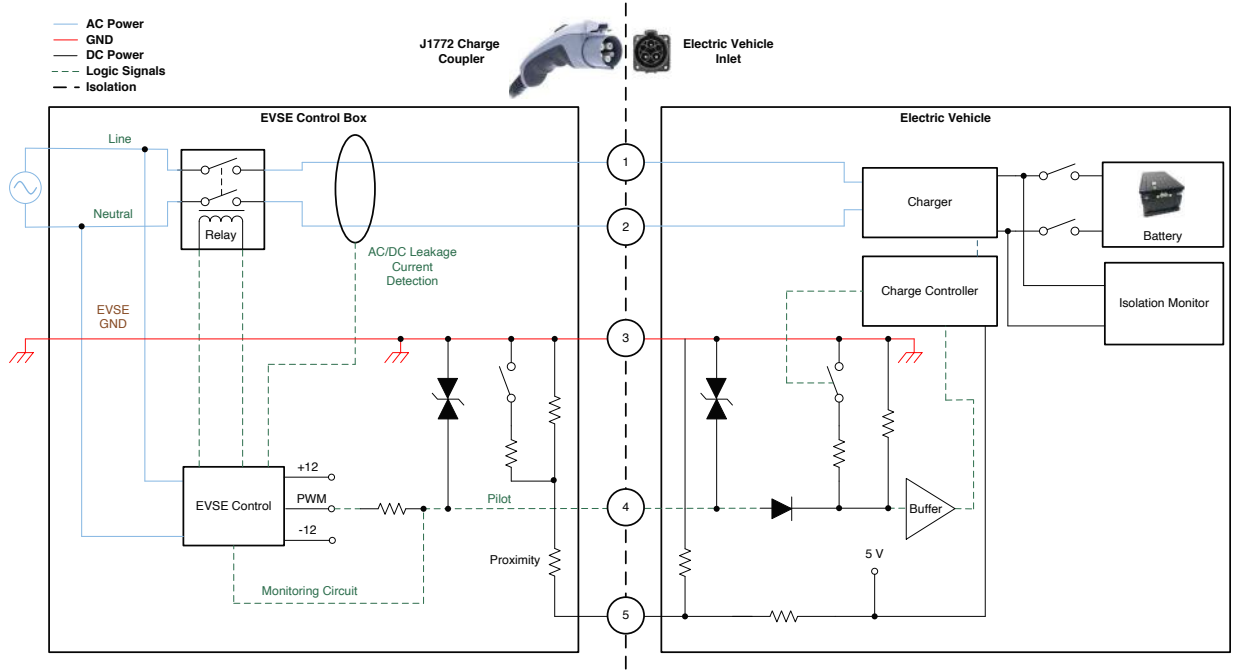 AC Power
GND
DC Power
Logic Signals
Isolation
J1772 Charge
Coupler
Electric Vehicle
Inlet
EVSE Control Box
Electric Vehicle
Line
Neutral
Relay
AC/DC Leakage
Current
Detection
EVSE
GND
1
2
3
4
5
Charger
Battery
Charge Controller
Isolation Monitor
EVSE Control
+12
PWM
-12
Pilot
Proximity
Monitoring Circuit
Buffer
5 V